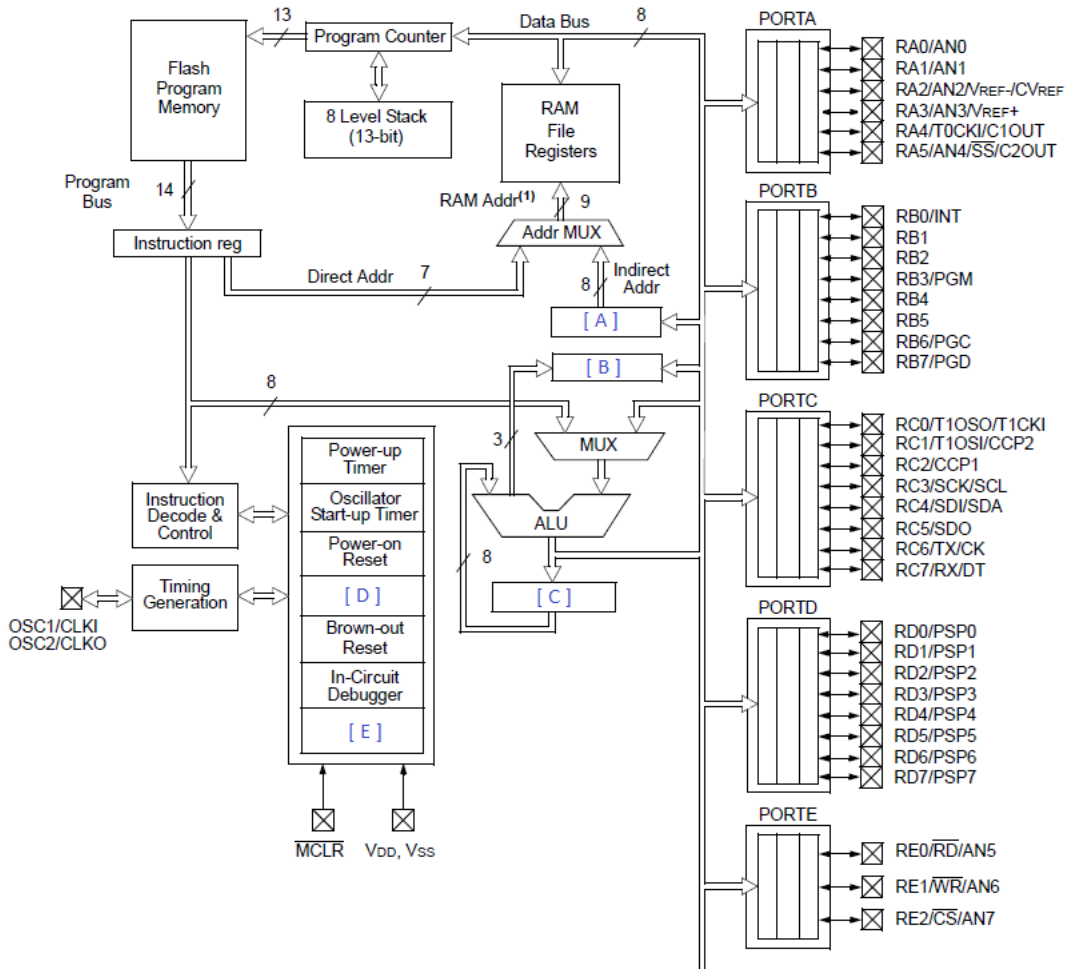 13
Data Bus
8
PORTA
Flash
Program
Memory
Program Counter
8 Level Stack
(13-bit)
RAM
File
Registers
RA0/AN0
RA1/AN1
RA2/AN2/VREF-/CVREF
RA3/AN3/VREF+
RA4/T0CKI/C1OUT
RA5/AN4/S̅S̅/C2OUT
Program
Bus
14
RAM Addr(1)
9
Addr MUX
Instruction reg
Direct Addr
7
8
Indirect
Addr
[ A ]
[ B ]
PORTB
RB0/INT
RB1
RB2
RB3/PGM
RB4
RB5
RB6/PGC
RB7/PGD
8
3
MUX
ALU
8
[ C ]
PORTC
RC0/T1OSO/T1CKI
RC1/T1OSI/CCP2
RC2/CCP1
RC3/SCK/SCL
RC4/SDI/SDA
RC5/SDO
RC6/TX/CK
RC7/RX/DT
Instruction
Decode &
Control
Timing
Generation
OSC1/CLKI
OSC2/CLKO
Power-up
Timer
Oscillator
Start-up Timer
Power-on
Reset
[ D ]
Brown-out
Reset
In-Circuit
Debugger
[ E ]
M̅C̅L̅R̅
VDD, VSS
PORTD
RD0/PSP0
RD1/PSP1
RD2/PSP2
RD3/PSP3
RD4/PSP4
RD5/PSP5
RD6/PSP6
RD7/PSP7
PORTE
RE0/R̅D̅/AN5
RE1/W̅R̅/AN6
RE2/C̅S̅/AN7